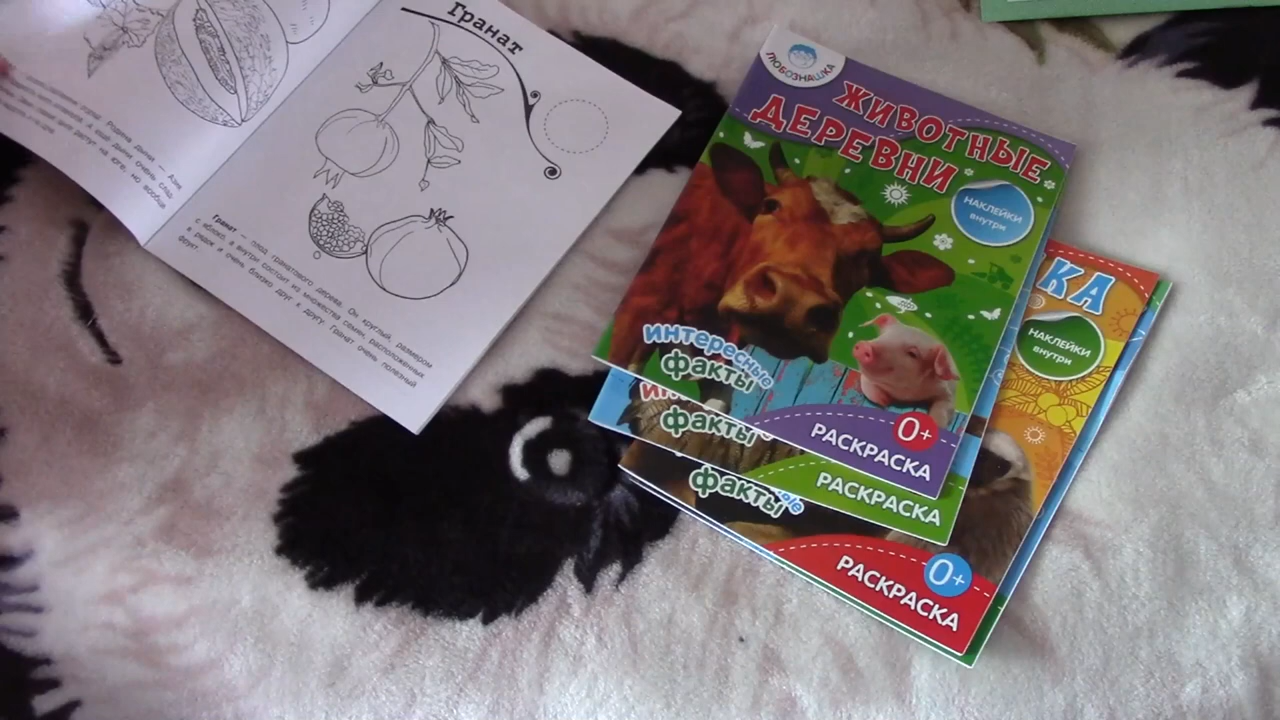 Гранат
Гранат — плод гранатового дерева. Он круглый, размером
с яблоко, а внутри состоит из множества семян, расположенных
в рядок и очень близко друг к другу. Гранат очень полезный
фрукт.
ЛЮБОЗНАШКА
ЖИВОТНЫЕ
ДЕРЕВНИ
НАКЛЕЙКИ
внутри
интересные
факты
0+
РАСКРАСКА
факты
РАСКРАСКА
КА
НАКЛЕЙКИ
внутри
факты
0+
РАСКРАСКА